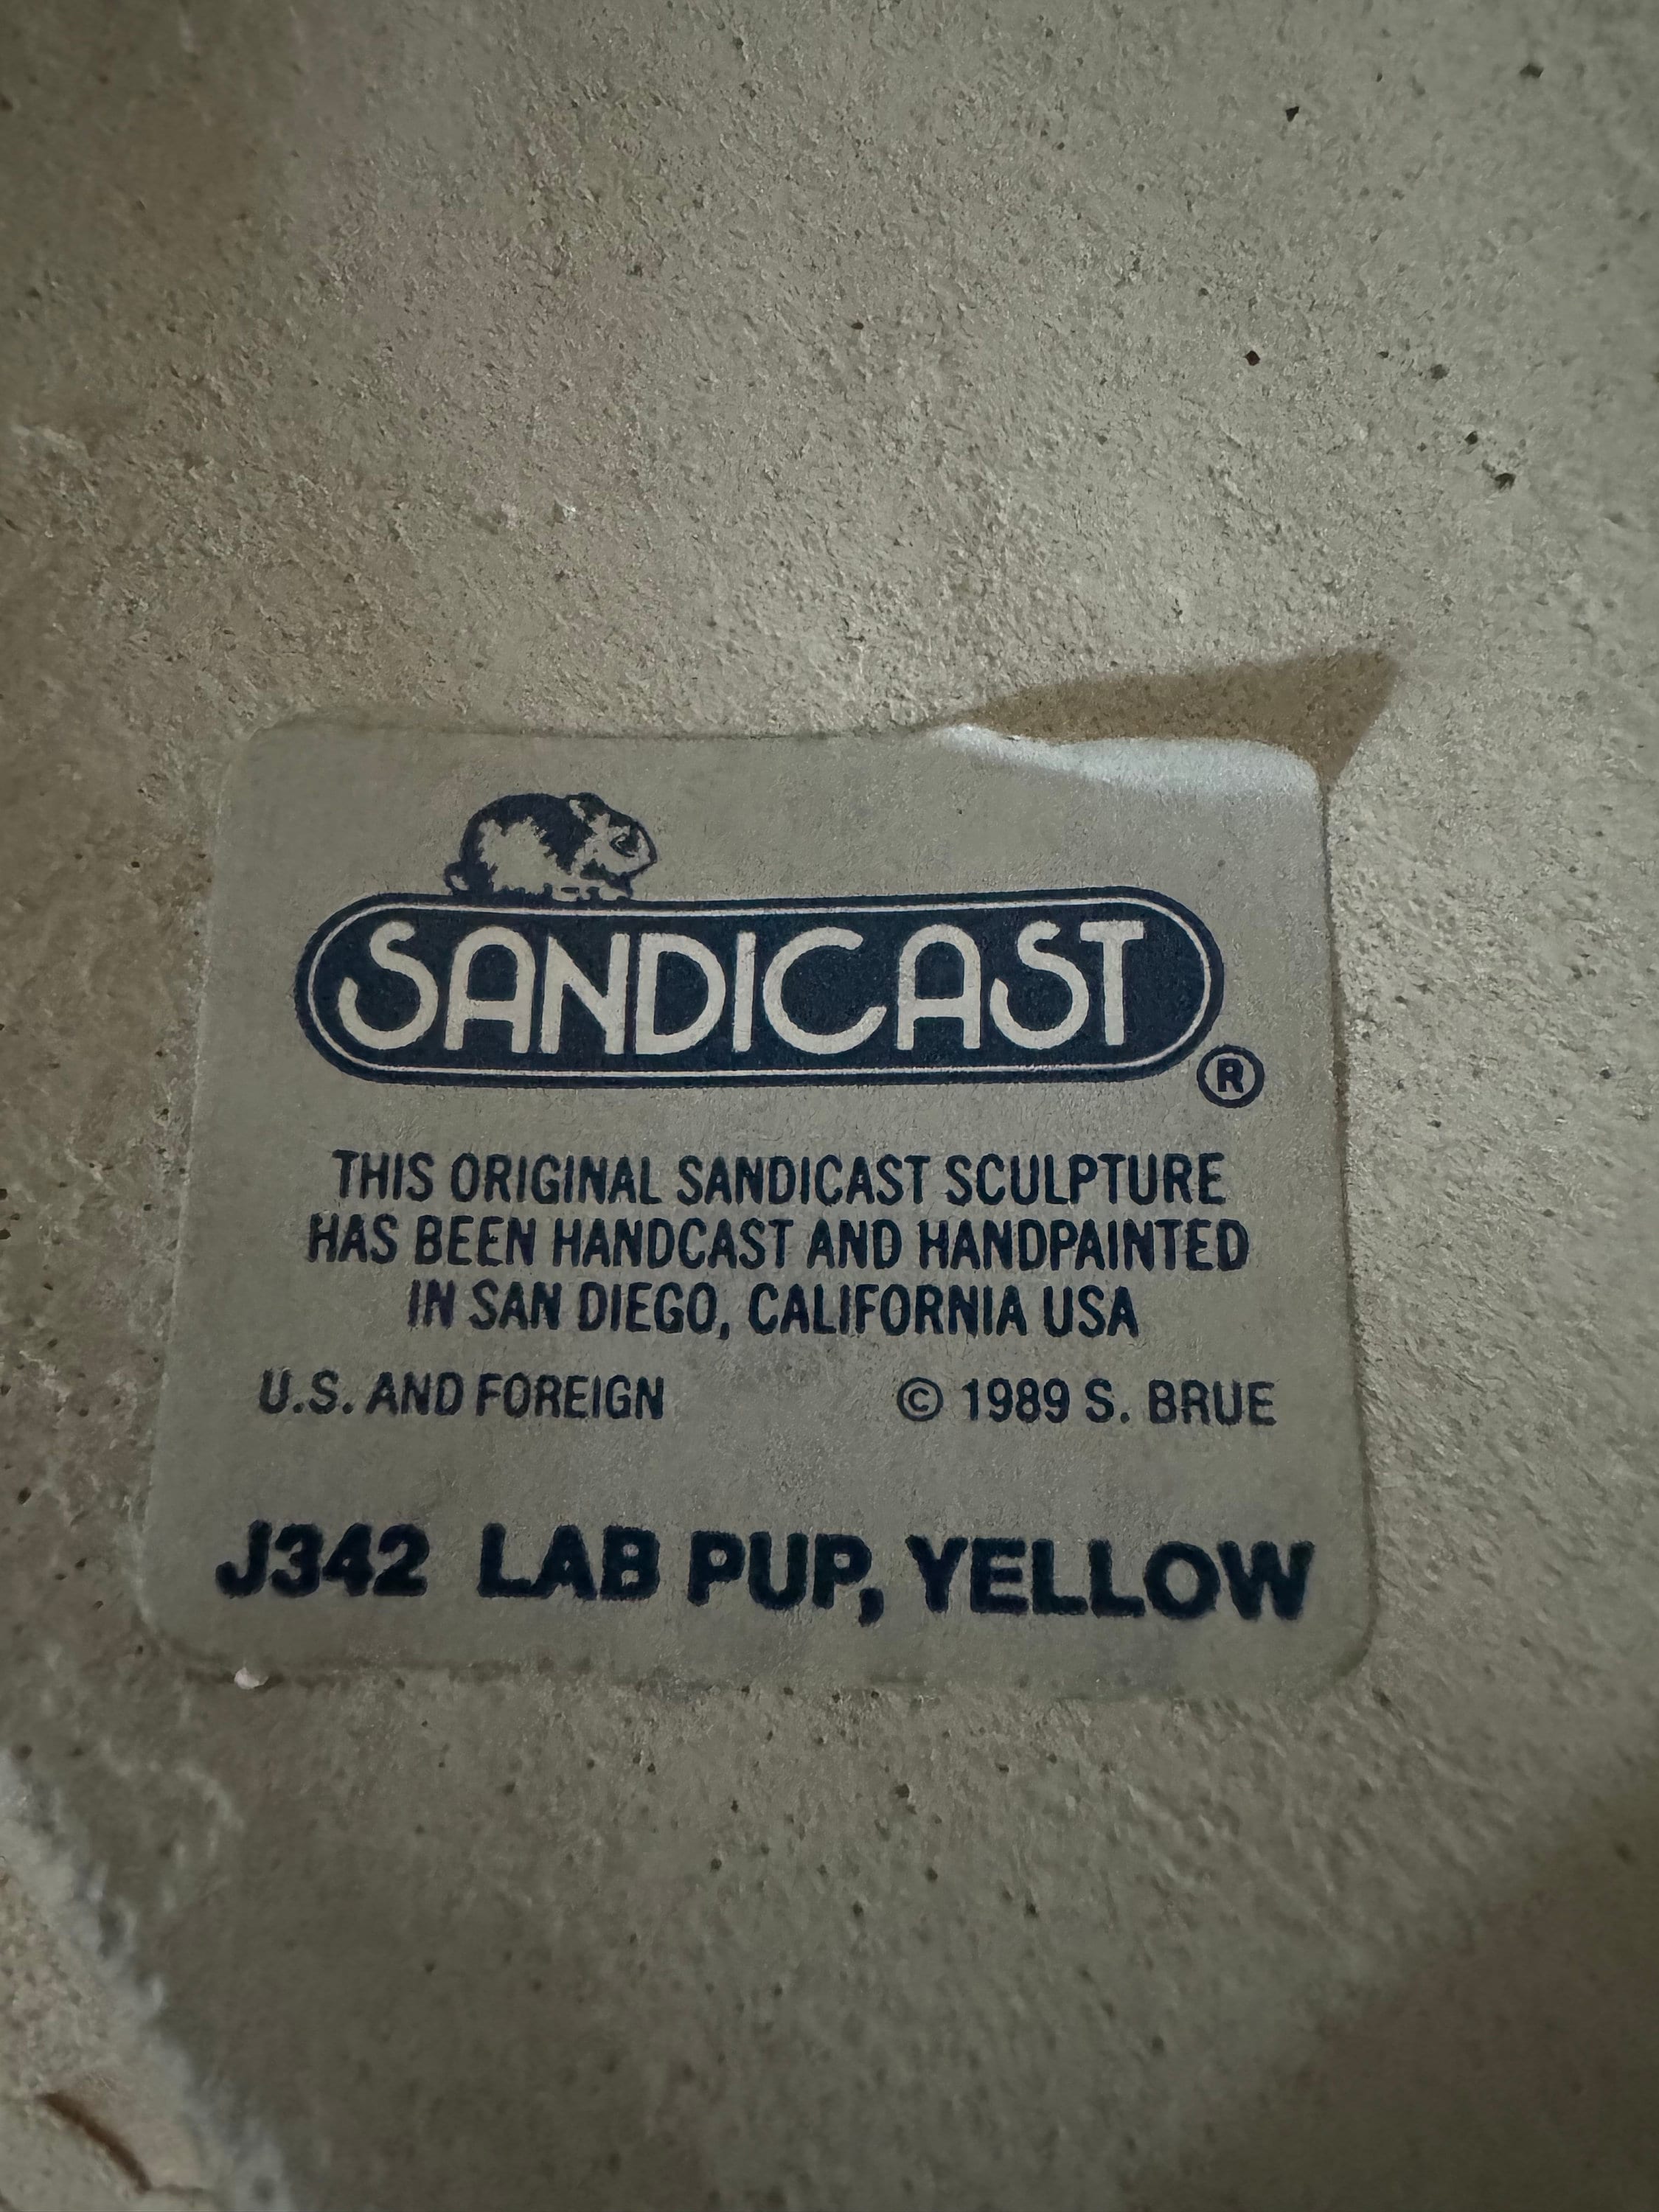 SANDICAST
®
THIS ORIGINAL SANDICAST SCULPTURE
HAS BEEN HANDCAST AND HANDPAINTED
IN SAN DIEGO, CALIFORNIA USA
U.S. AND FOREIGN © 1989 S. BRUE
J342 LAB PUP, YELLOW